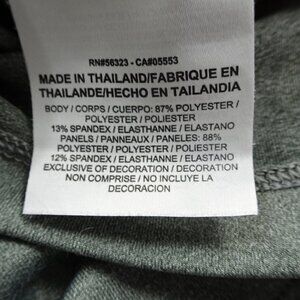 RN#56323 - CA#05553
MADE IN THAILAND/FABRIQUE EN
THAILANDE/HECHO EN TAILANDIA
BODY / CORPS / CUERPO: 87% POLYESTER /
POLYESTER / POLIESTER
13% SPANDEX / ELASTHANNE / ELASTANO
PANELS / PANNEAUX / PANELES: 88%
POLYESTER / POLYESTER / POLIESTER
12% SPANDEX / ELASTHANNE / ELASTANO
EXCLUSIVE OF DECORATION / DECORATION
NON COMPRISE / NO INCLUYE LA
DECORACION